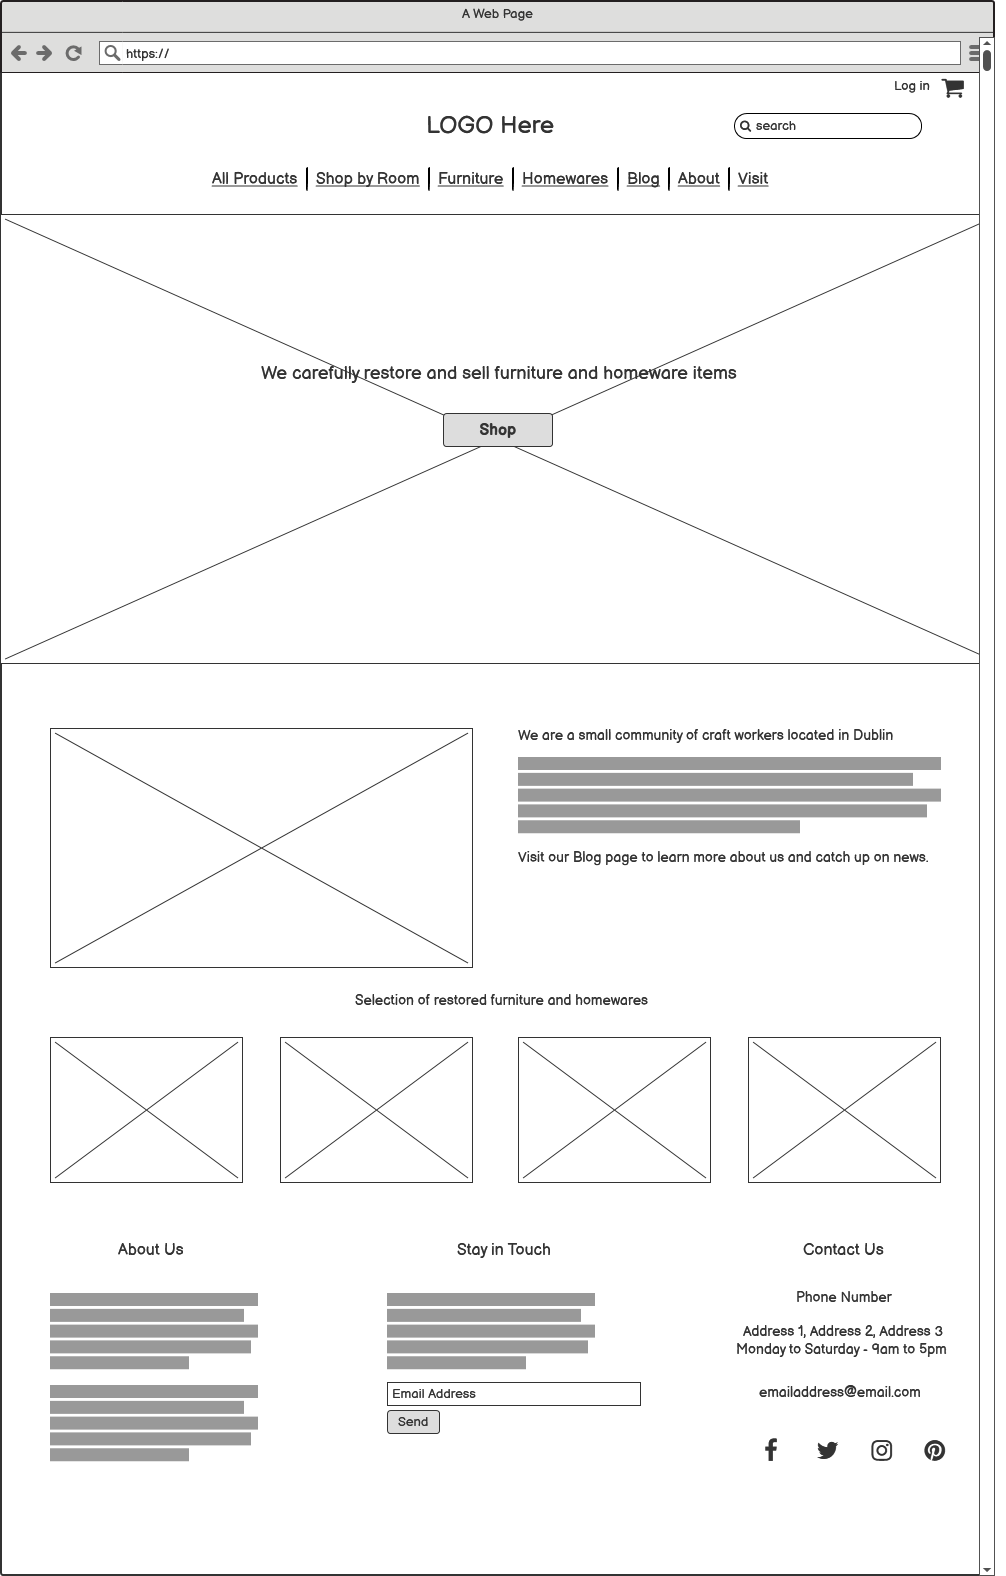 A Web Page
https://
Log in
LOGO Here
search
All Products | Shop by Room | Furniture | Homewares | Blog | About | Visit
We carefully restore and sell furniture and homeware items
Shop
We are a small community of craft workers located in Dublin
Visit our Blog page to learn more about us and catch up on news.
Selection of restored furniture and homewares
About Us
Stay in Touch
Email Address
Send
Contact Us
Phone Number
Address 1, Address 2, Address 3
Monday to Saturday - 9am to 5pm
emailaddress@email.com